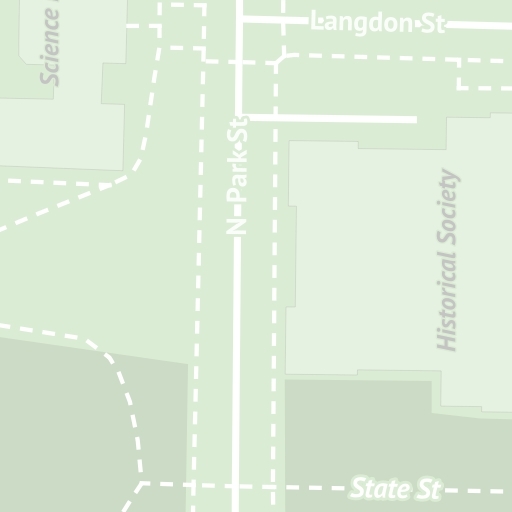 Langdon St
Science
N Park St
Historical Society
State St